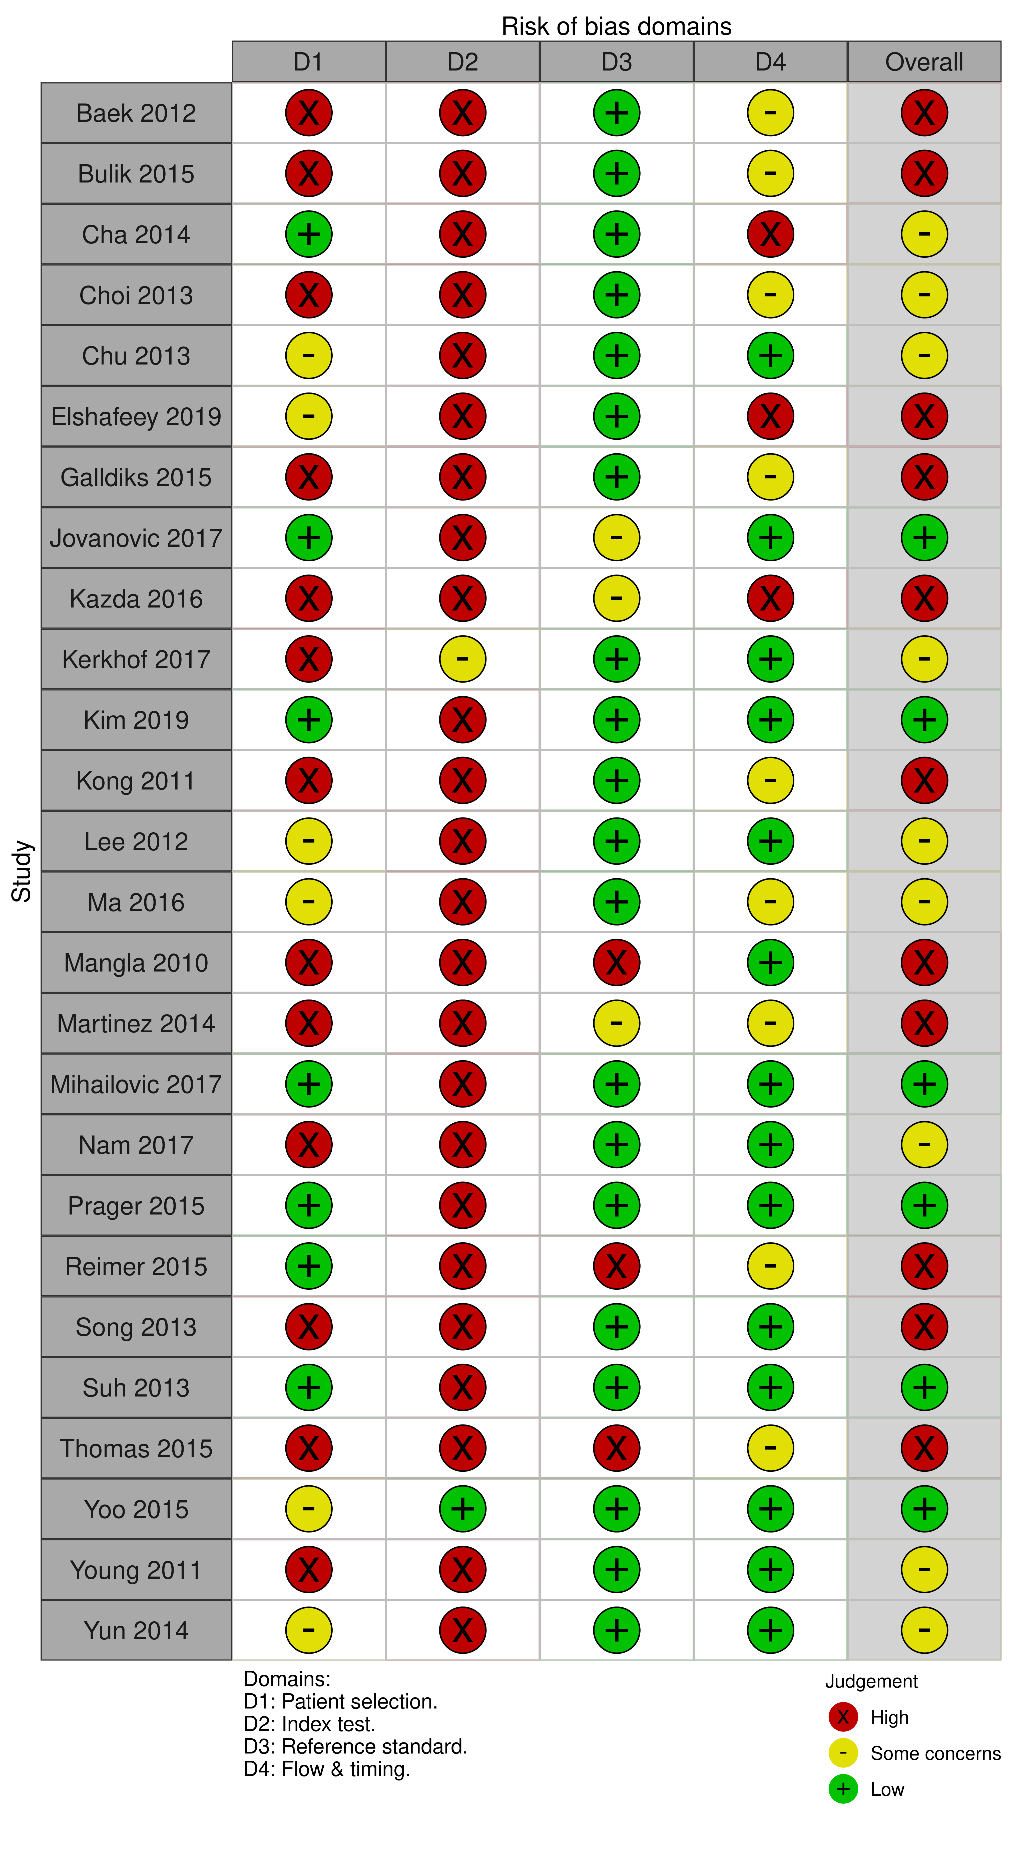 Risk of bias domains
D1 D2 D3 D4 Overall
Study
Baek 2012 X X + - X
Bulik 2015 X X + - X
Cha 2014 + X + X -
Choi 2013 X X + - -
Chu 2013 - X + + -
Elshafeey 2019 - X + X X
Galldiks 2015 X X + - X
Jovanovic 2017 + X - + +
Kazda 2016 X X - X X
Kerkhof 2017 X - + + -
Kim 2019 + X + + +
Kong 2011 X X + - X
Lee 2012 - X + + -
Ma 2016 - X + - -
Mangla 2010 X X X + X
Martinez 2014 X X - - X
Mihailovic 2017 + X + + +
Nam 2017 X X + + -
Prager 2015 + X + + +
Reimer 2015 + X X - X
Song 2013 X X + + X
Suh 2013 + X + + +
Thomas 2015 X X X - X
Yoo 2015 - + + + +
Young 2011 X X + + -
Yun 2014 - X + + -
Domains:
D1: Patient selection.
D2: Index test.
D3: Reference standard.
D4: Flow & timing.
Judgement
X High
- Some concerns
+ Low